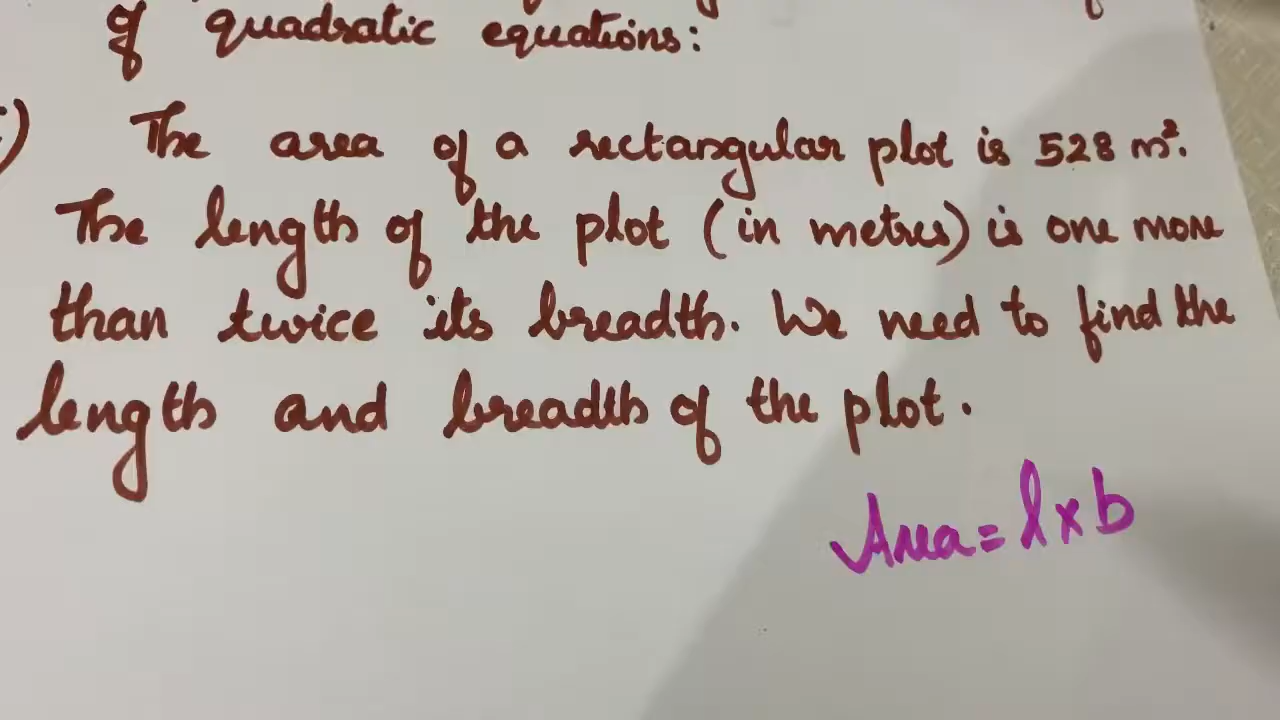 of quadratic equations:
The area of a rectangular plot is 528 m².
The length of the plot (in metres) is one more
than twice its breadth. We need to find the
length and breadth of the plot.
Area = l x b